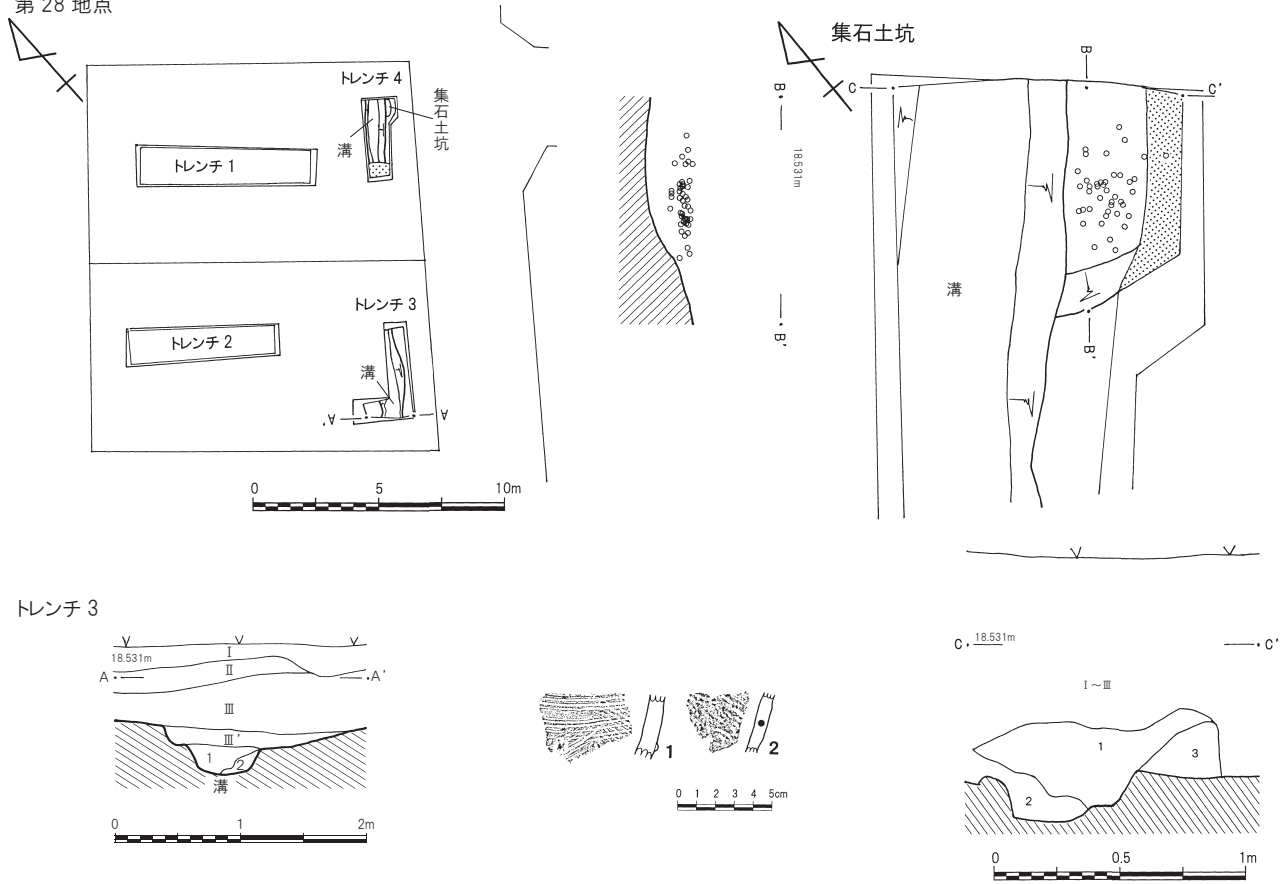 第 28 地点
トレンチ 4
集石土坑
溝
トレンチ 1
トレンチ 3
トレンチ 2
溝
A'
A
0 5 10m
B
18.531m
B'
集石土坑
B
C
C'
溝
B'
トレンチ 3
I
18.531m
II
A
A'
III
III'
1
2
溝
0 1 2m
1
2
0 1 2 3 4 5cm
C
18.531m
C'
I～III
1
3
2
0 0.5 1m